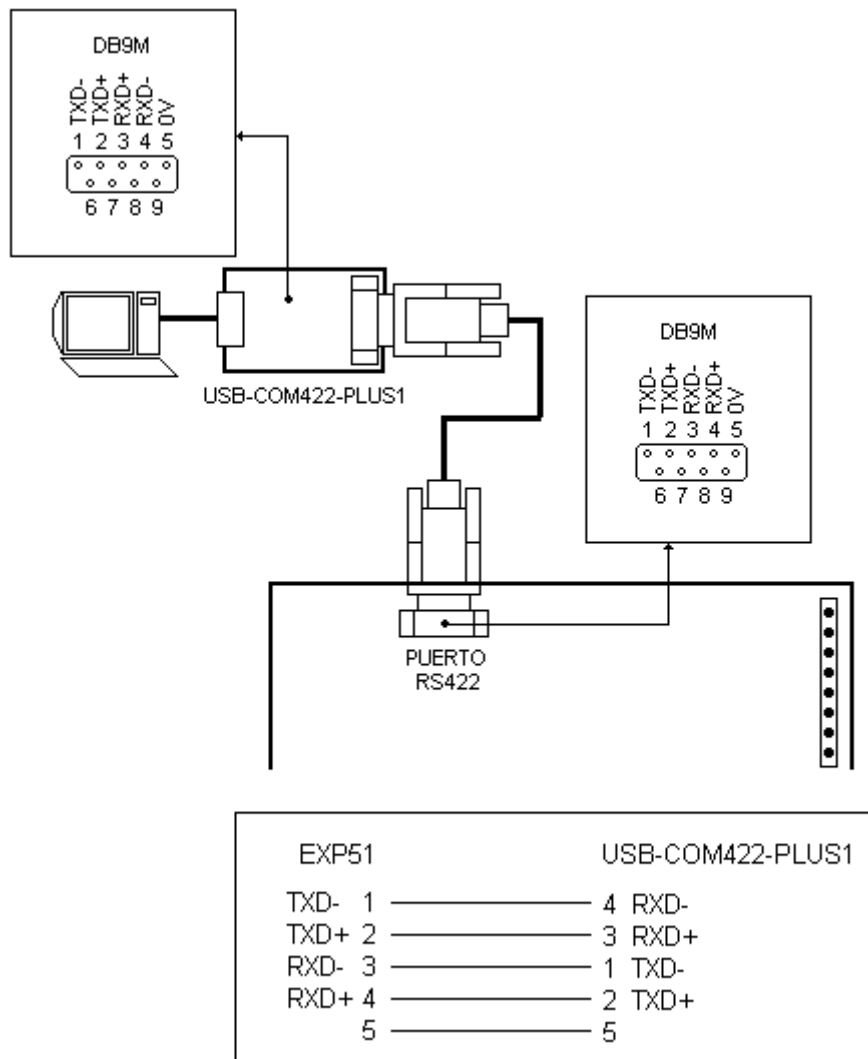 DB9M
TXD- TXD+ RXD+ RXD- 0V
1 2 3 4 5
6 7 8 9
USB-COM422-PLUS1
DB9M
TXD- TXD+ RXD- RXD+ 0V
1 2 3 4 5
6 7 8 9
PUERTO
RS422
EXP51 USB-COM422-PLUS1
TXD- 1 4 RXD-
TXD+ 2 3 RXD+
RXD- 3 1 TXD-
RXD+ 4 2 TXD+
5 5